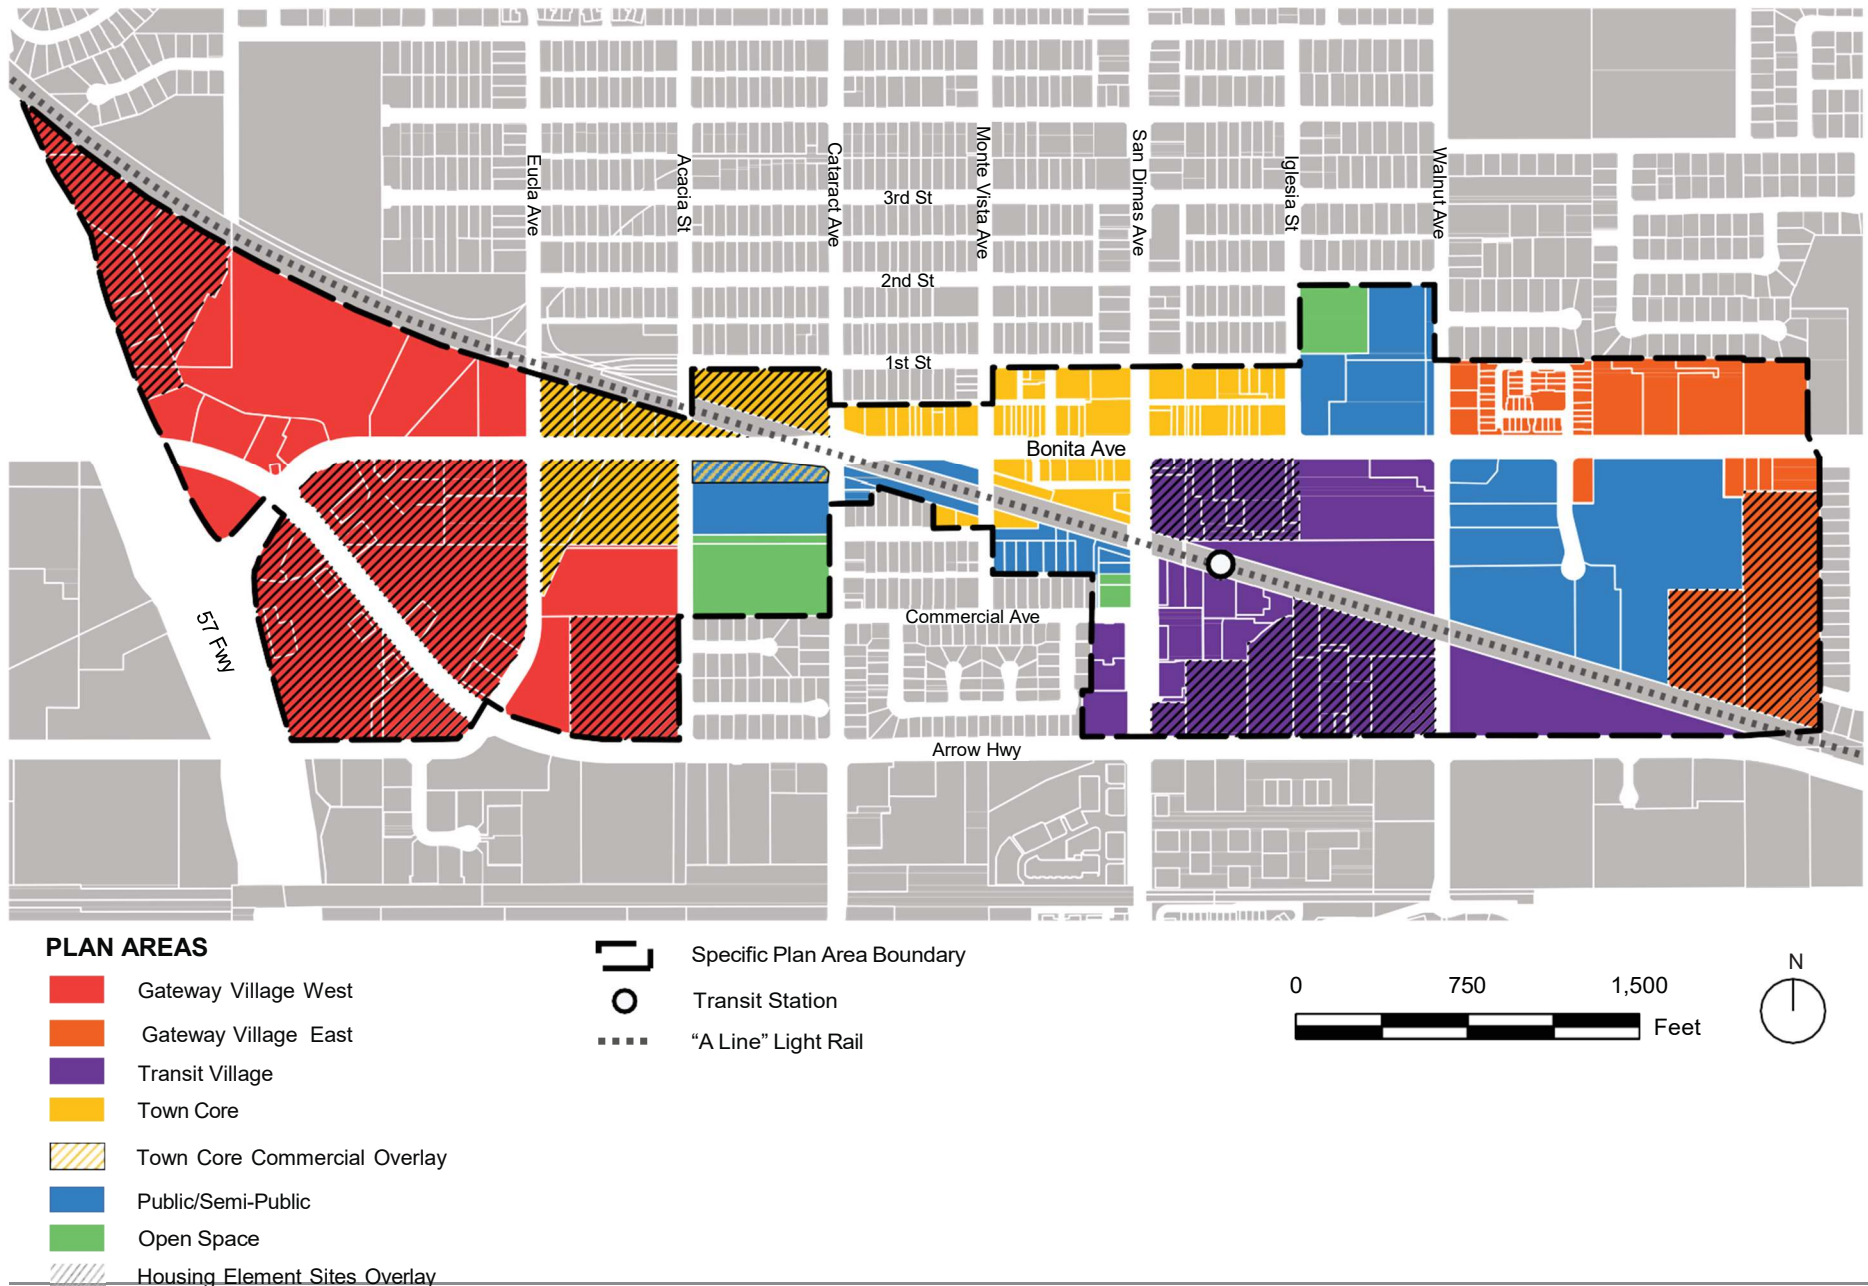 Eucla Ave
Acacia St
Cataract Ave
Monte Vista Ave
San Dimas Ave
Iglesia St
Walnut Ave
3rd St
2nd St
1st St
Bonita Ave
Commercial Ave
57 Fwy
Arrow Hwy
PLAN AREAS
Gateway Village West
Gateway Village East
Transit Village
Town Core
Town Core Commercial Overlay
Public/Semi-Public
Open Space
Housing Element Sites Overlay
Specific Plan Area Boundary
Transit Station
“A Line” Light Rail
0 750 1,500
Feet
N